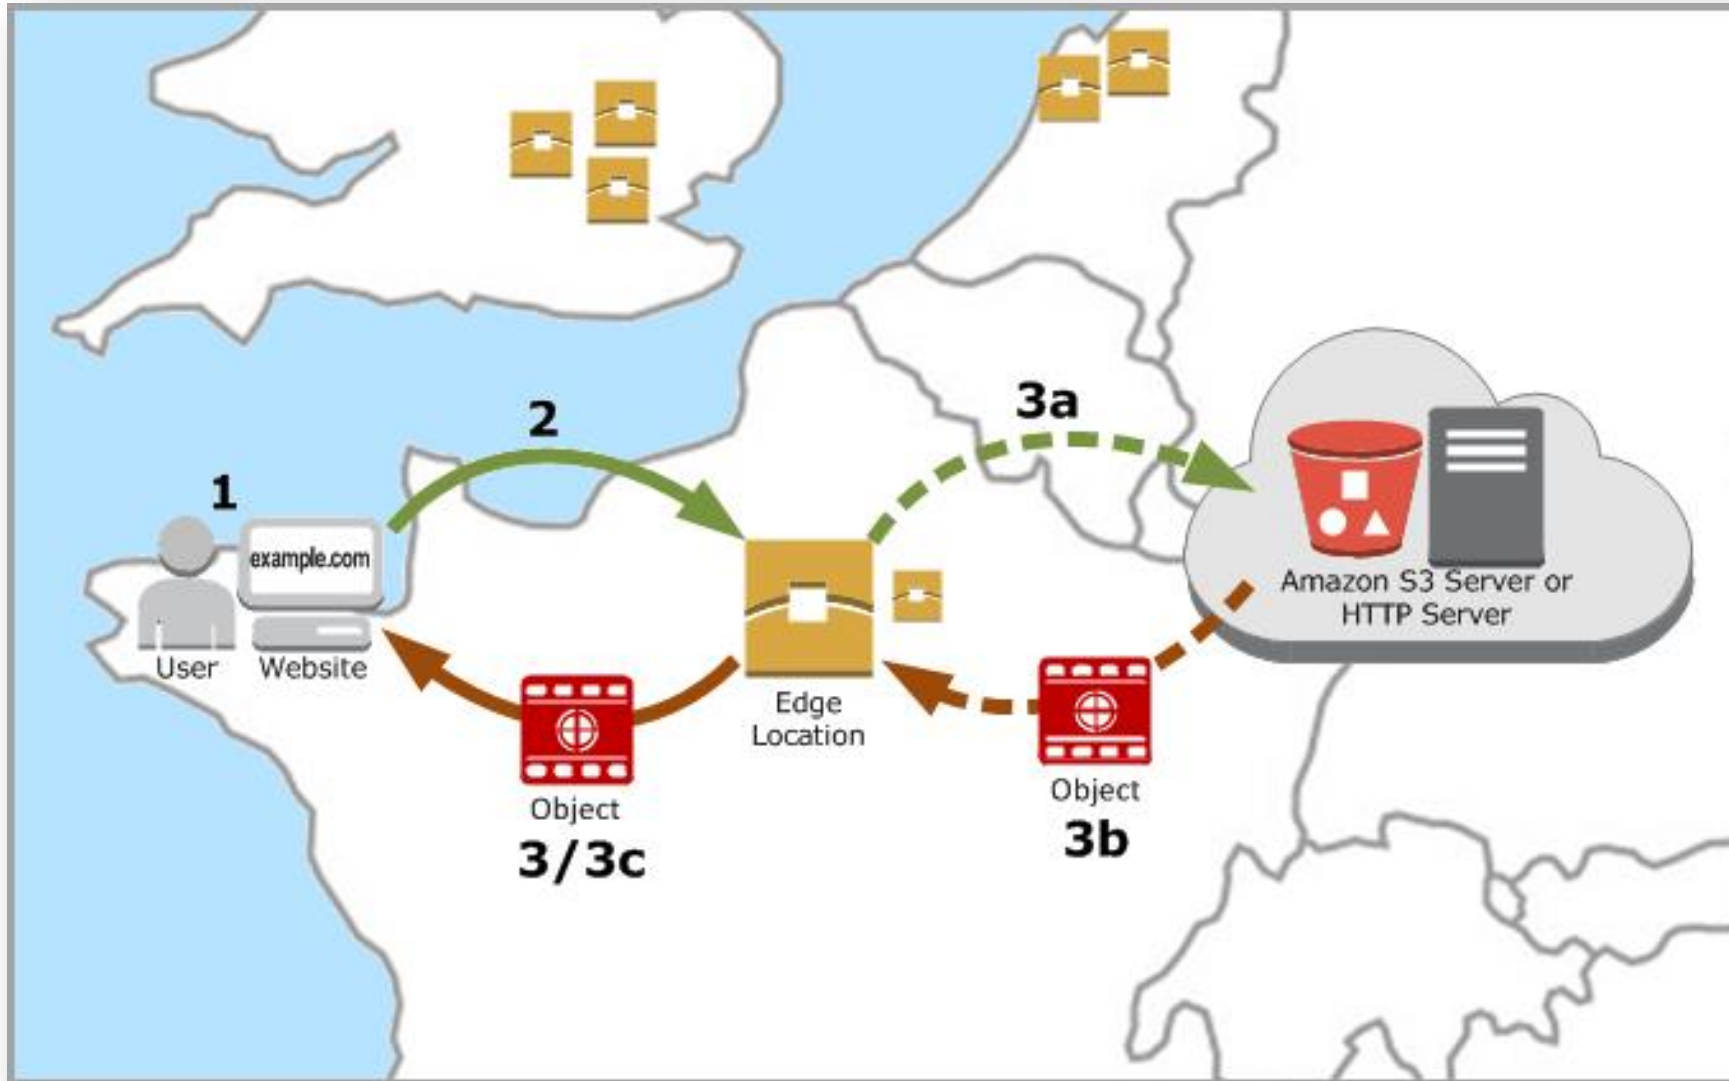 3a
2
1
example.com
User
Website
Edge
Location
Amazon S3 Server or
HTTP Server
Object
3/3c
Object
3b